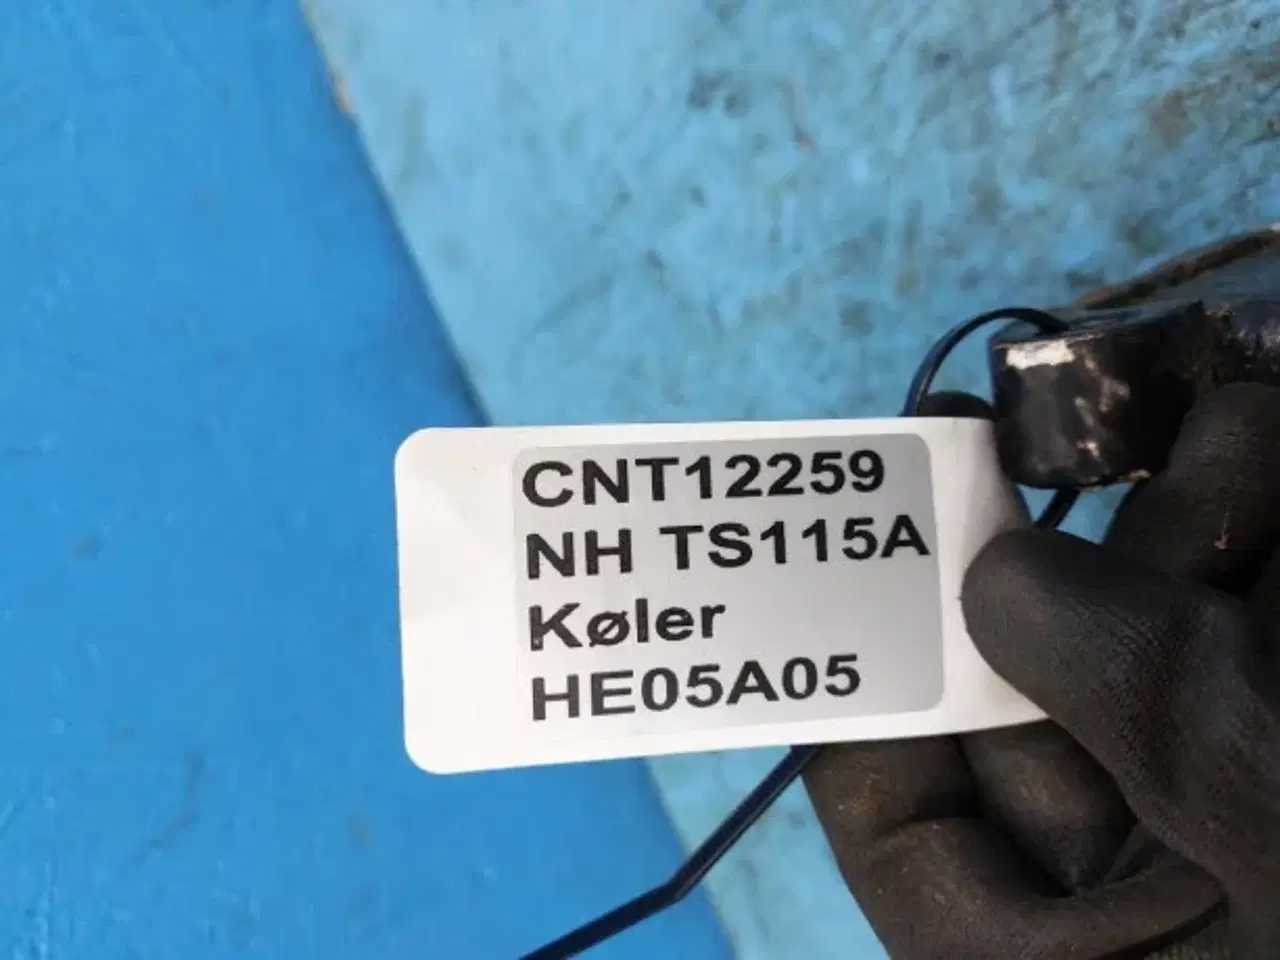 CNT12259
NH TS115A
Køler
HE05A05